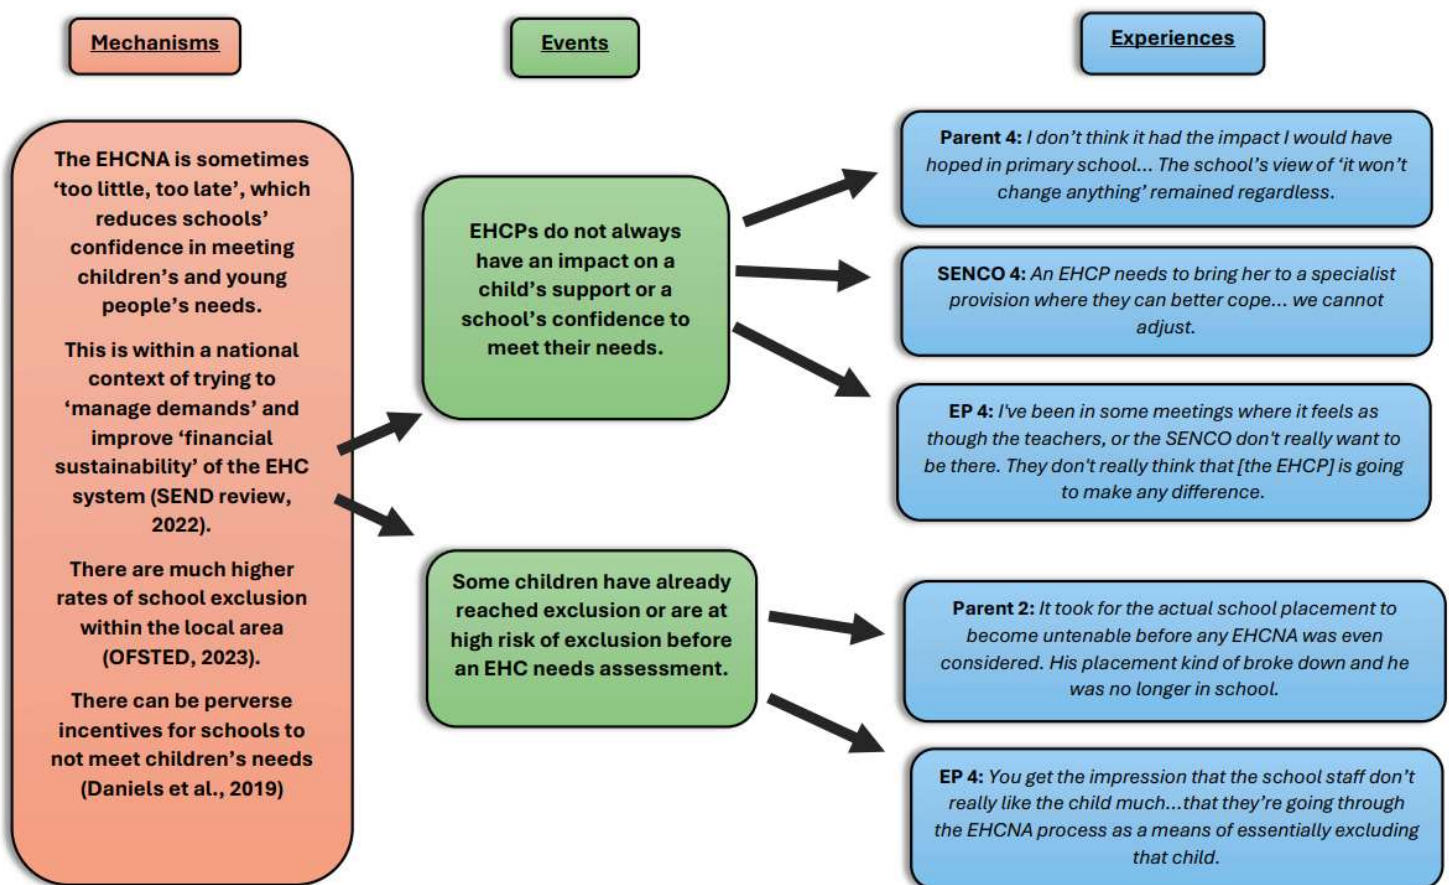 Mechanisms
Events
Experiences
The EHCNA is sometimes
‘too little, too late’, which
reduces schools’
confidence in meeting
children’s and young
people’s needs.
This is within a national
context of trying to
‘manage demands’ and
improve ‘financial
sustainability’ of the EHC
system (SEND review,
2022).
There are much higher
rates of school exclusion
within the local area
(OFSTED, 2023).
There can be perverse
incentives for schools to
not meet children’s needs
(Daniels et al., 2019)
EHCPs do not always
have an impact on a
child’s support or a
school’s confidence to
meet their needs.
Some children have already
reached exclusion or are at
high risk of exclusion before
an EHC needs assessment.
Parent 4: I don’t think it had the impact I would have
hoped in primary school... The school’s view of ‘it won’t
change anything’ remained regardless.
SENCO 4: An EHCP needs to bring her to a specialist
provision where they can better cope... we cannot
adjust.
EP 4: I've been in some meetings where it feels as
though the teachers, or the SENCO don't really want to
be there. They don't really think that [the EHCP] is going
to make any difference.
Parent 2: It took for the actual school placement to
become untenable before any EHCNA was even
considered. His placement kind of broke down and he
was no longer in school.
EP 4: You get the impression that the school staff don’t
really like the child much...that they’re going through
the EHCNA process as a means of essentially excluding
that child.